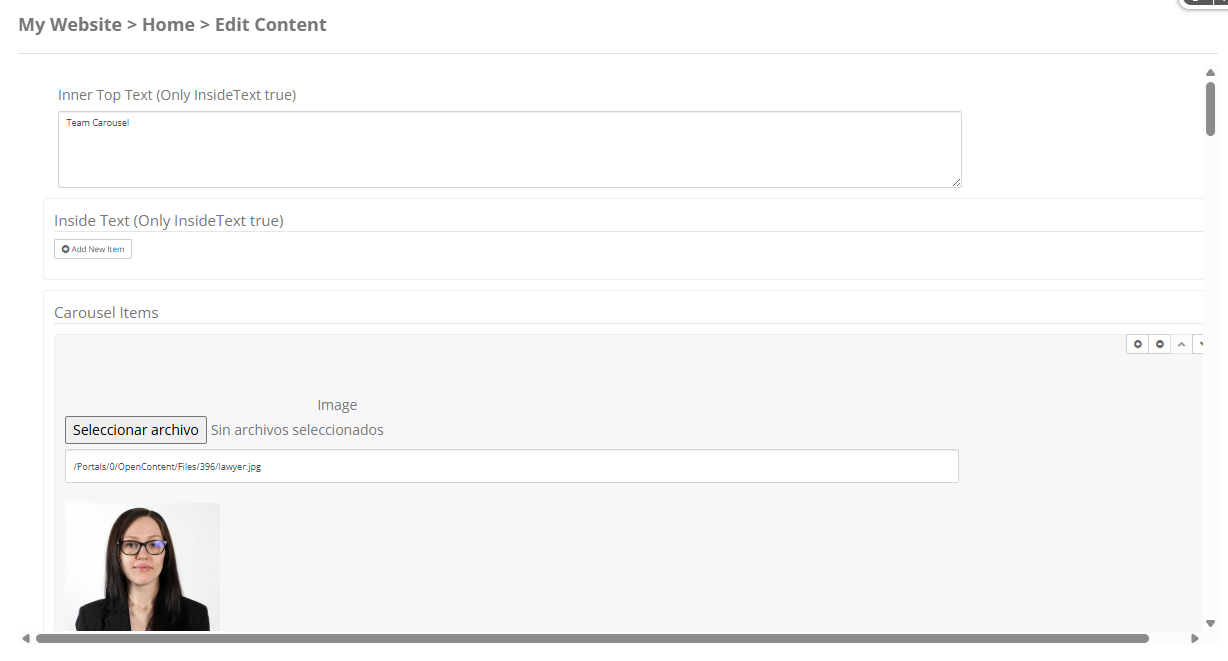 My Website > Home > Edit Content
Inner Top Text (Only InsideText true)
Team Carousel
Inside Text (Only InsideText true)
Add New Item
Carousel Items
Image
Seleccionar archivo Sin archivos seleccionados
/Portals/0/OpenContent/Files/396/lawyer.jpg